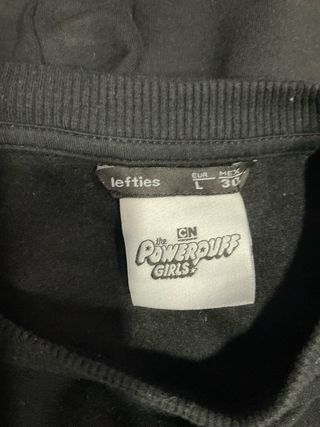 lefties
EUR MEX
L 30
CN
the
POWERPUFF
GIRLS